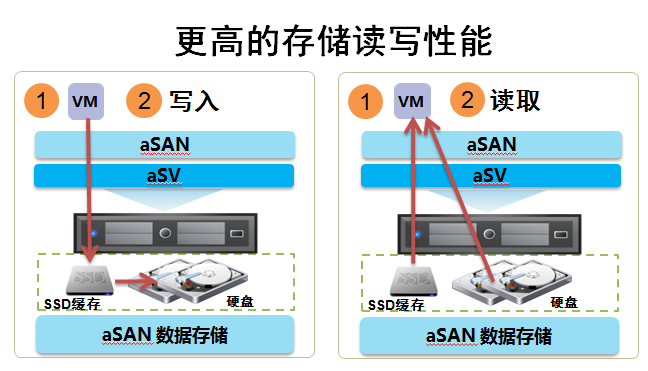 更高的存储读写性能
1 VM 2 写入
aSAN
aSV
SSD
SSD缓存
硬盘
aSAN 数据存储
1 VM 2 读取
aSAN
aSV
SSD
SSD缓存
硬盘
aSAN 数据存储